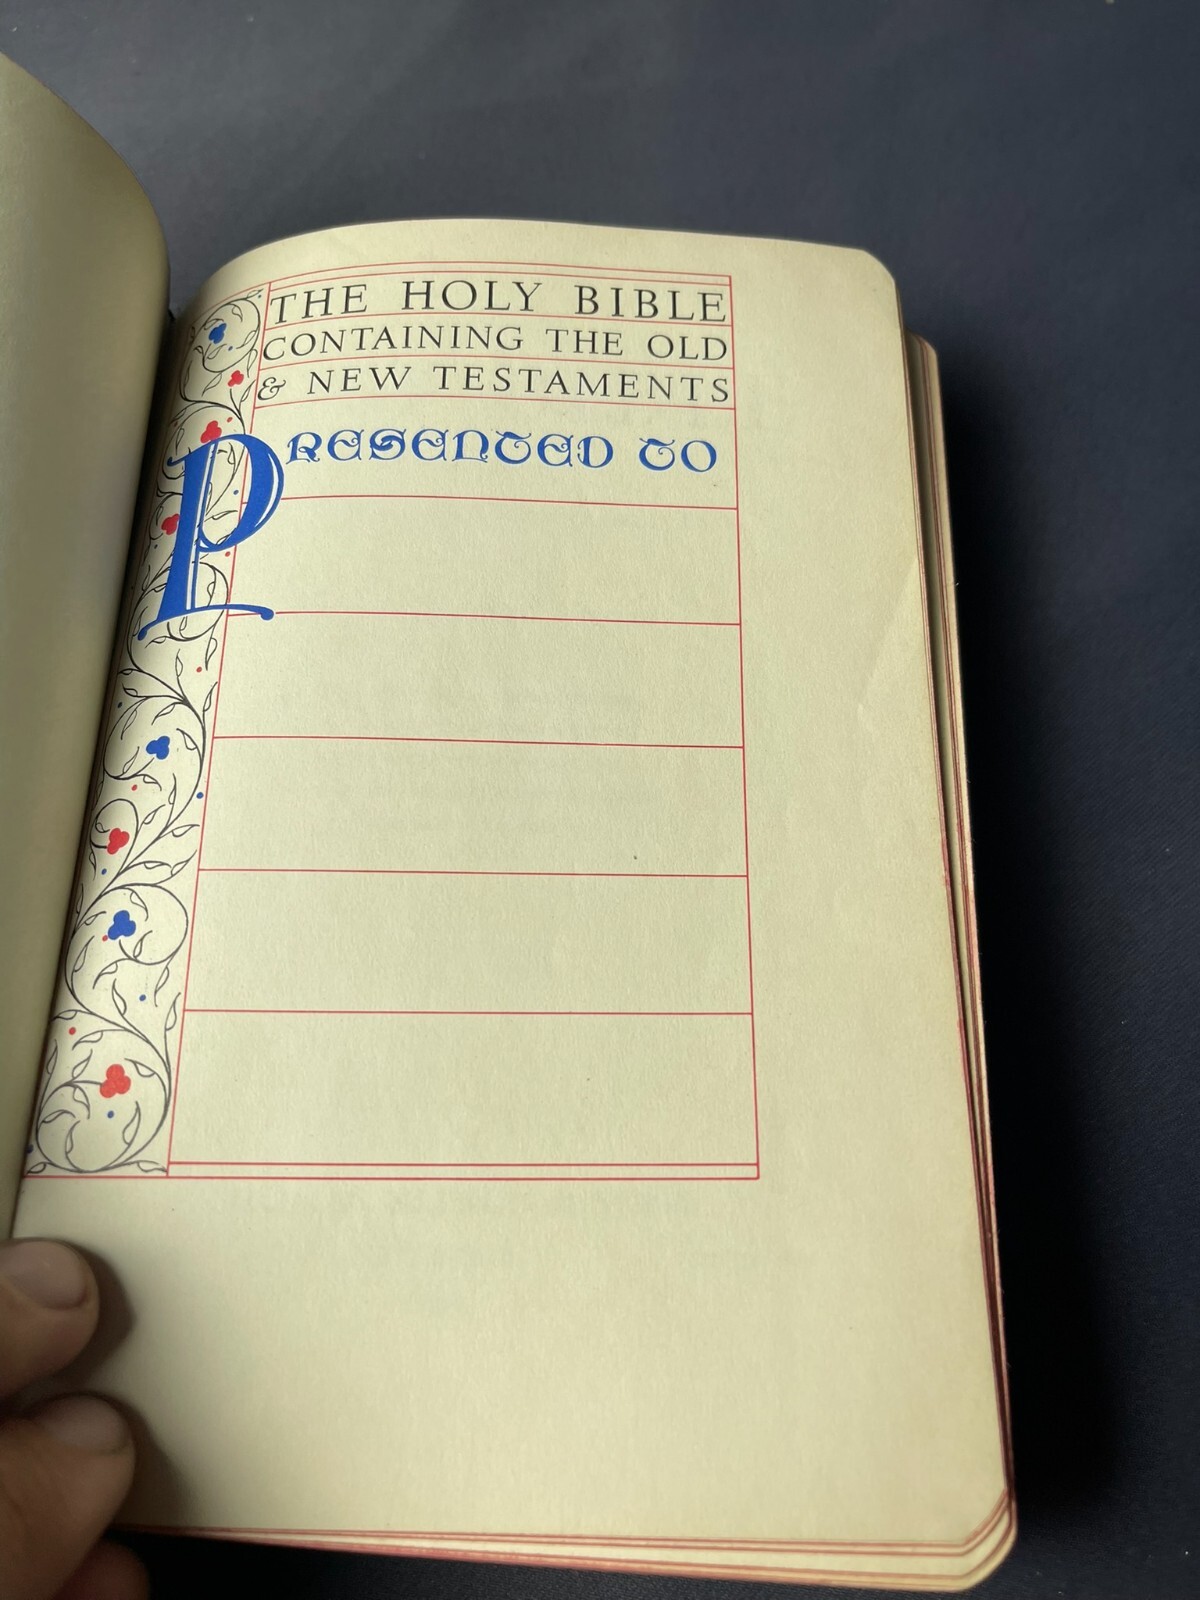 THE HOLY BIBLE
CONTAINING THE OLD
& NEW TESTAMENTS
PRESENTED TO